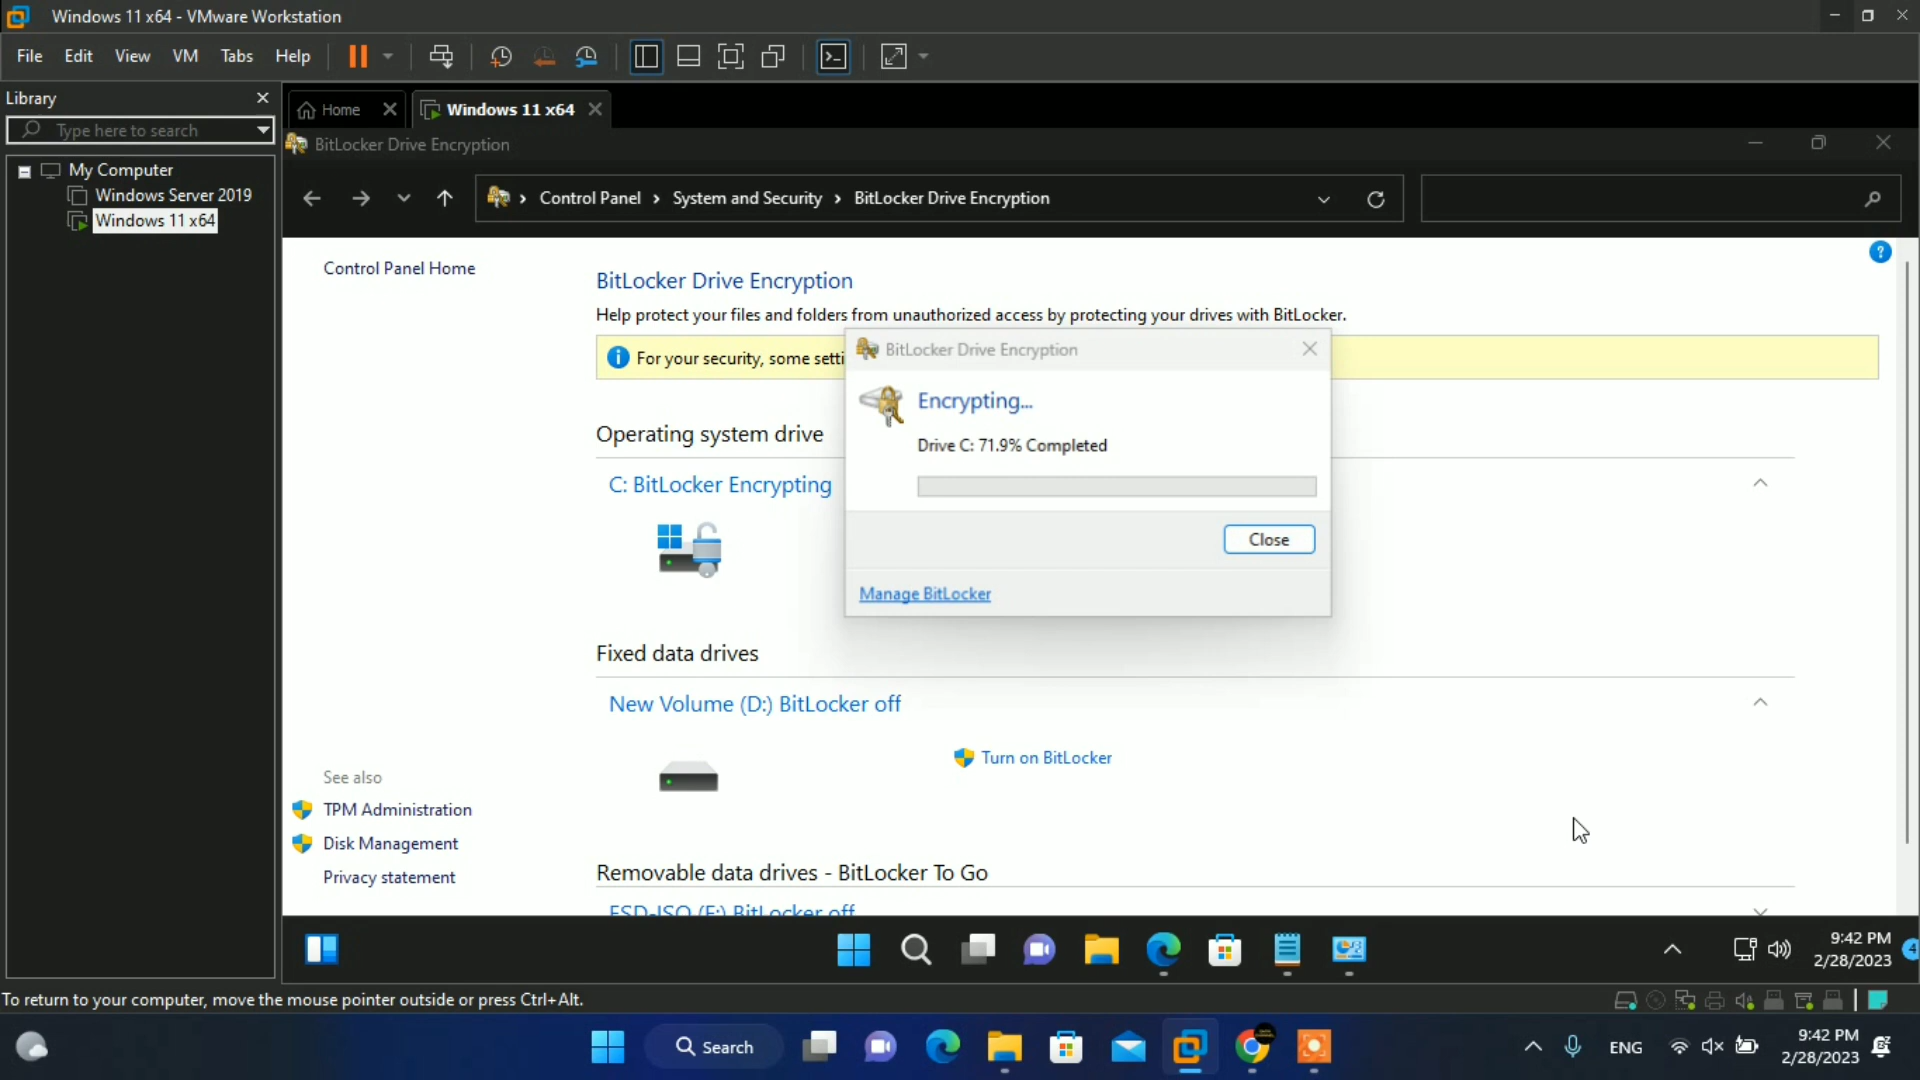 Windows 11 x64 - VMware Workstation
File Edit View VM Tabs Help
Library
Type here to search
My Computer
Windows Server 2019
Windows 11 x64
Home
Windows 11 x64
BitLocker Drive Encryption
Control Panel > System and Security > BitLocker Drive Encryption
Control Panel Home
BitLocker Drive Encryption
Help protect your files and folders from unauthorized access by protecting your drives with BitLocker.
For your security, some setti
BitLocker Drive Encryption
Encrypting...
Drive C: 71.9% Completed
Close
Manage BitLocker
Operating system drive
C: BitLocker Encrypting
Fixed data drives
New Volume (D:) BitLocker off
Turn on BitLocker
See also
TPM Administration
Disk Management
Privacy statement
Removable data drives - BitLocker To Go
ESD-ISO (E:) BitLocker off
9:42 PM
2/28/2023
4
To return to your computer, move the mouse pointer outside or press Ctrl+Alt.
Search
ENG
9:42 PM
2/28/2023